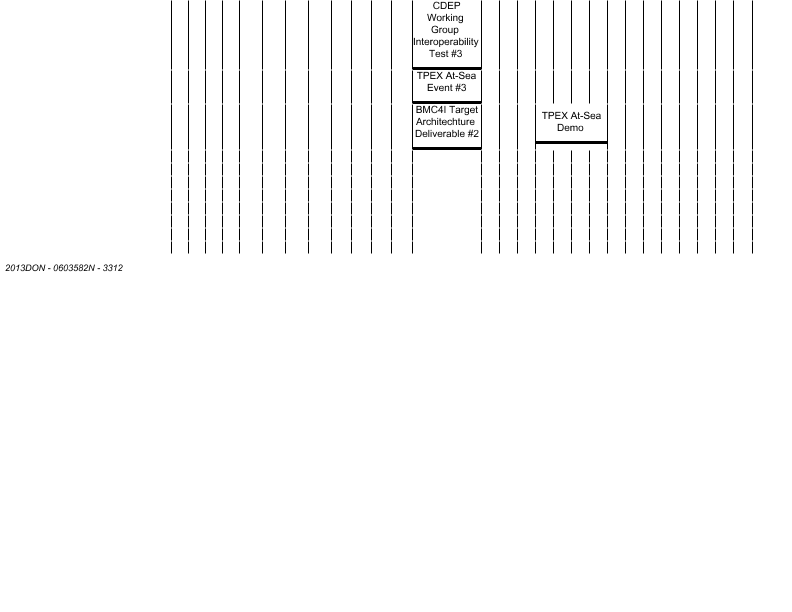 CDEP
Working
Group
Interoperability
Test #3
TPEX At-Sea
Event #3
BMC4I Target
Architechture
Deliverable #2
TPEX At-Sea
Demo
2013DON - 0603582N - 3312